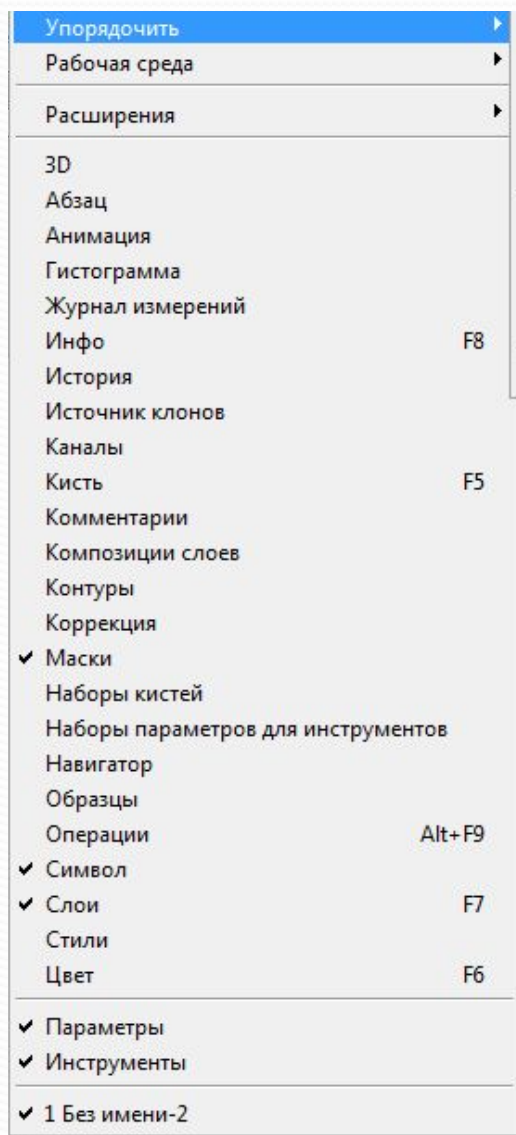 Упорядочить
Рабочая среда
Расширения
3D
Абзац
Анимация
Гистограмма
Журнал измерений
Инфо F8
История
Источник клонов
Каналы
Кисть F5
Комментарии
Композиции слоев
Контуры
Коррекция
Маски
Наборы кистей
Наборы параметров для инструментов
Навигатор
Образцы
Операции Alt+F9
Символ
Слои F7
Стили
Цвет F6
Параметры
Инструменты
1 Без имени-2